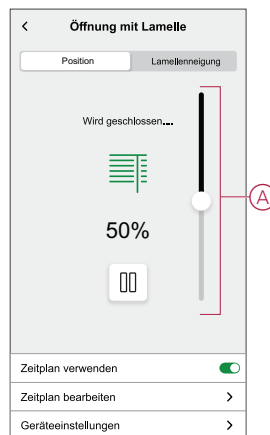 Öffnung mit Lamelle
Position
Lamellenneigung
Wird geschlossen....
A
50%
Zeitplan verwenden
Zeitplan bearbeiten
Geräteeinstellungen